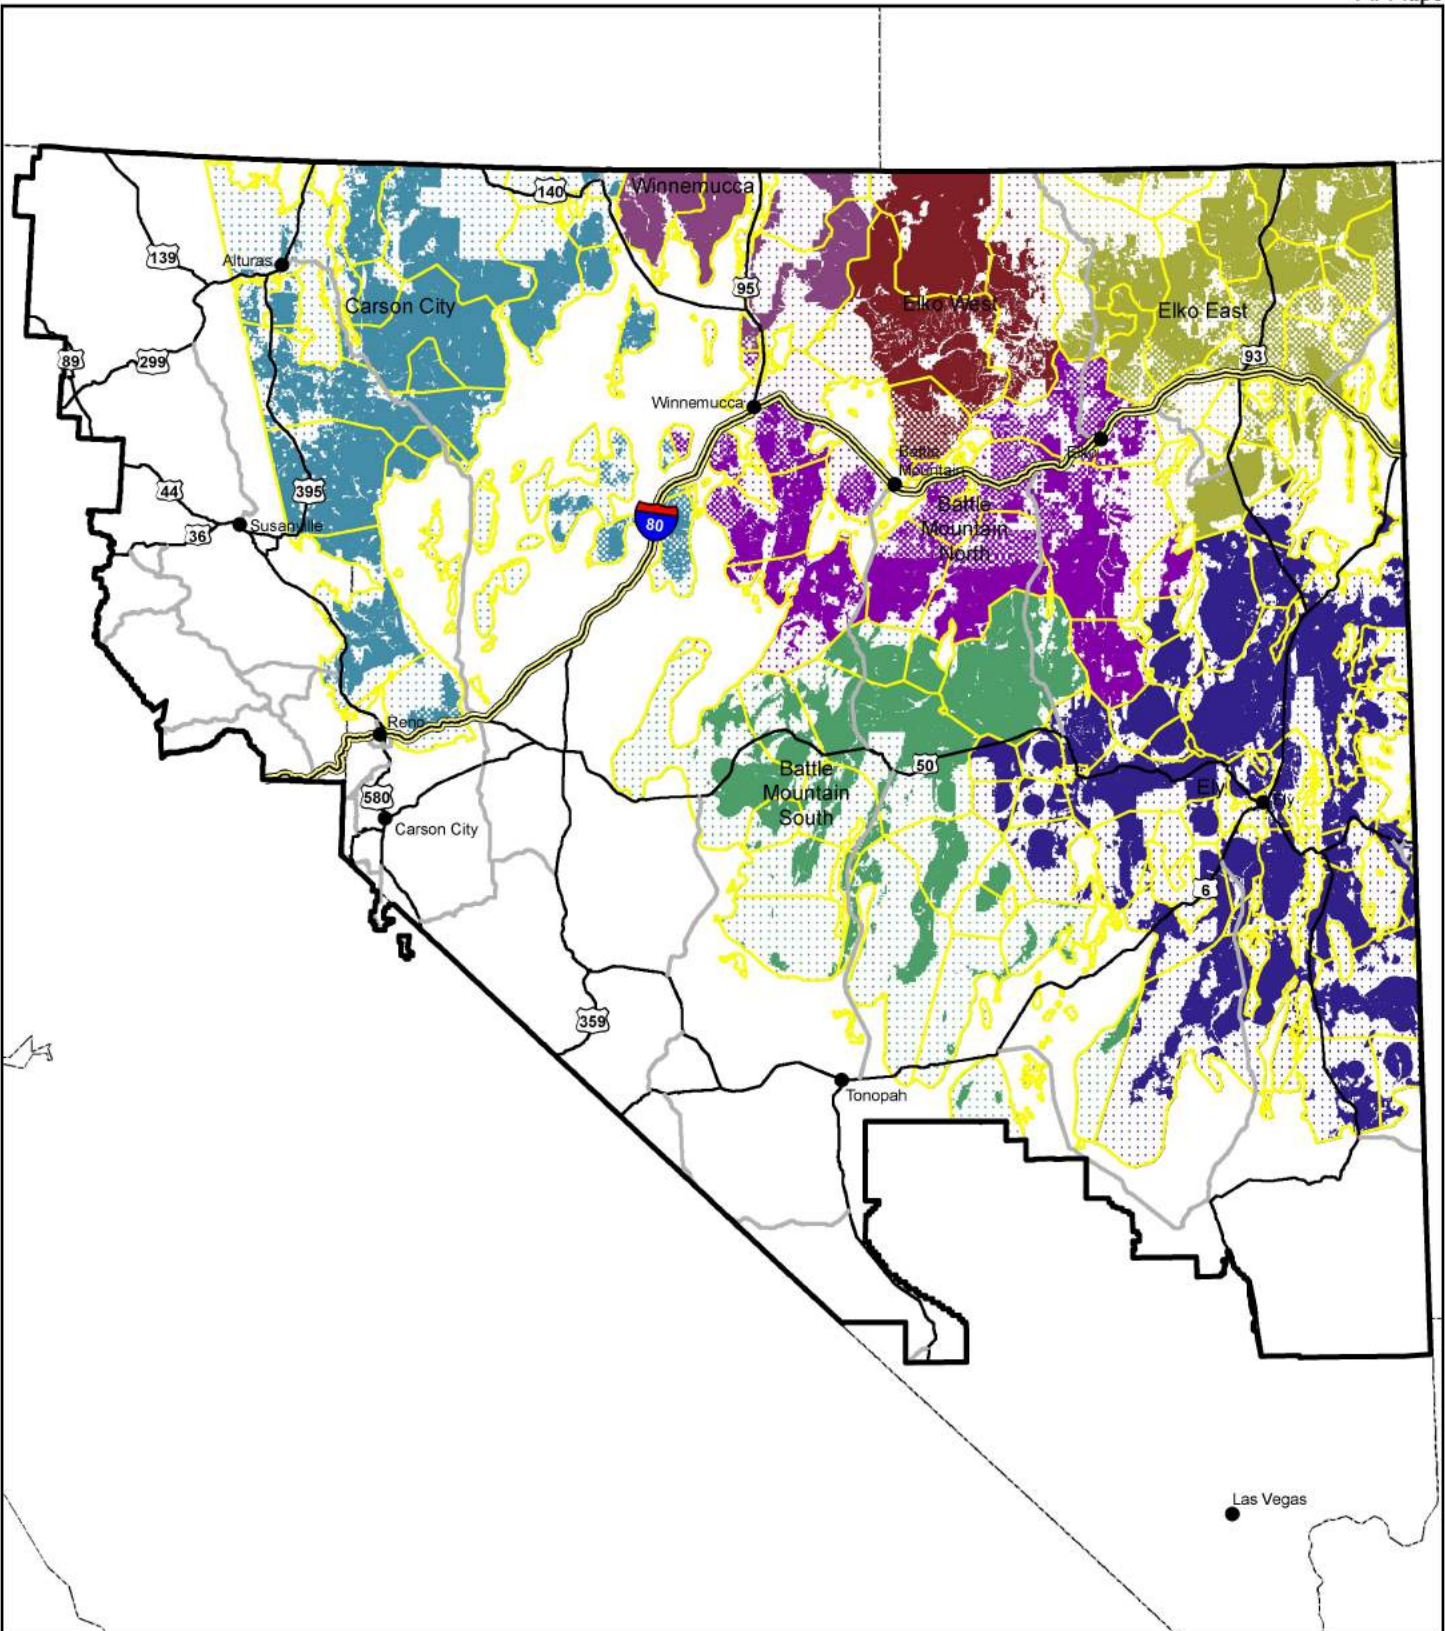 Winnemucca
140
139
Alturas
95
Carson City
Elko West
Elko East
89
299
93
Winnemucca
Elko
Battle
Mountain
44
395
Battle
Mountain
North
36
Susanville
80
Reno
50
Battle
Mountain
South
Ely
Ely
580
Carson City
6
359
Tonopah
Las Vegas